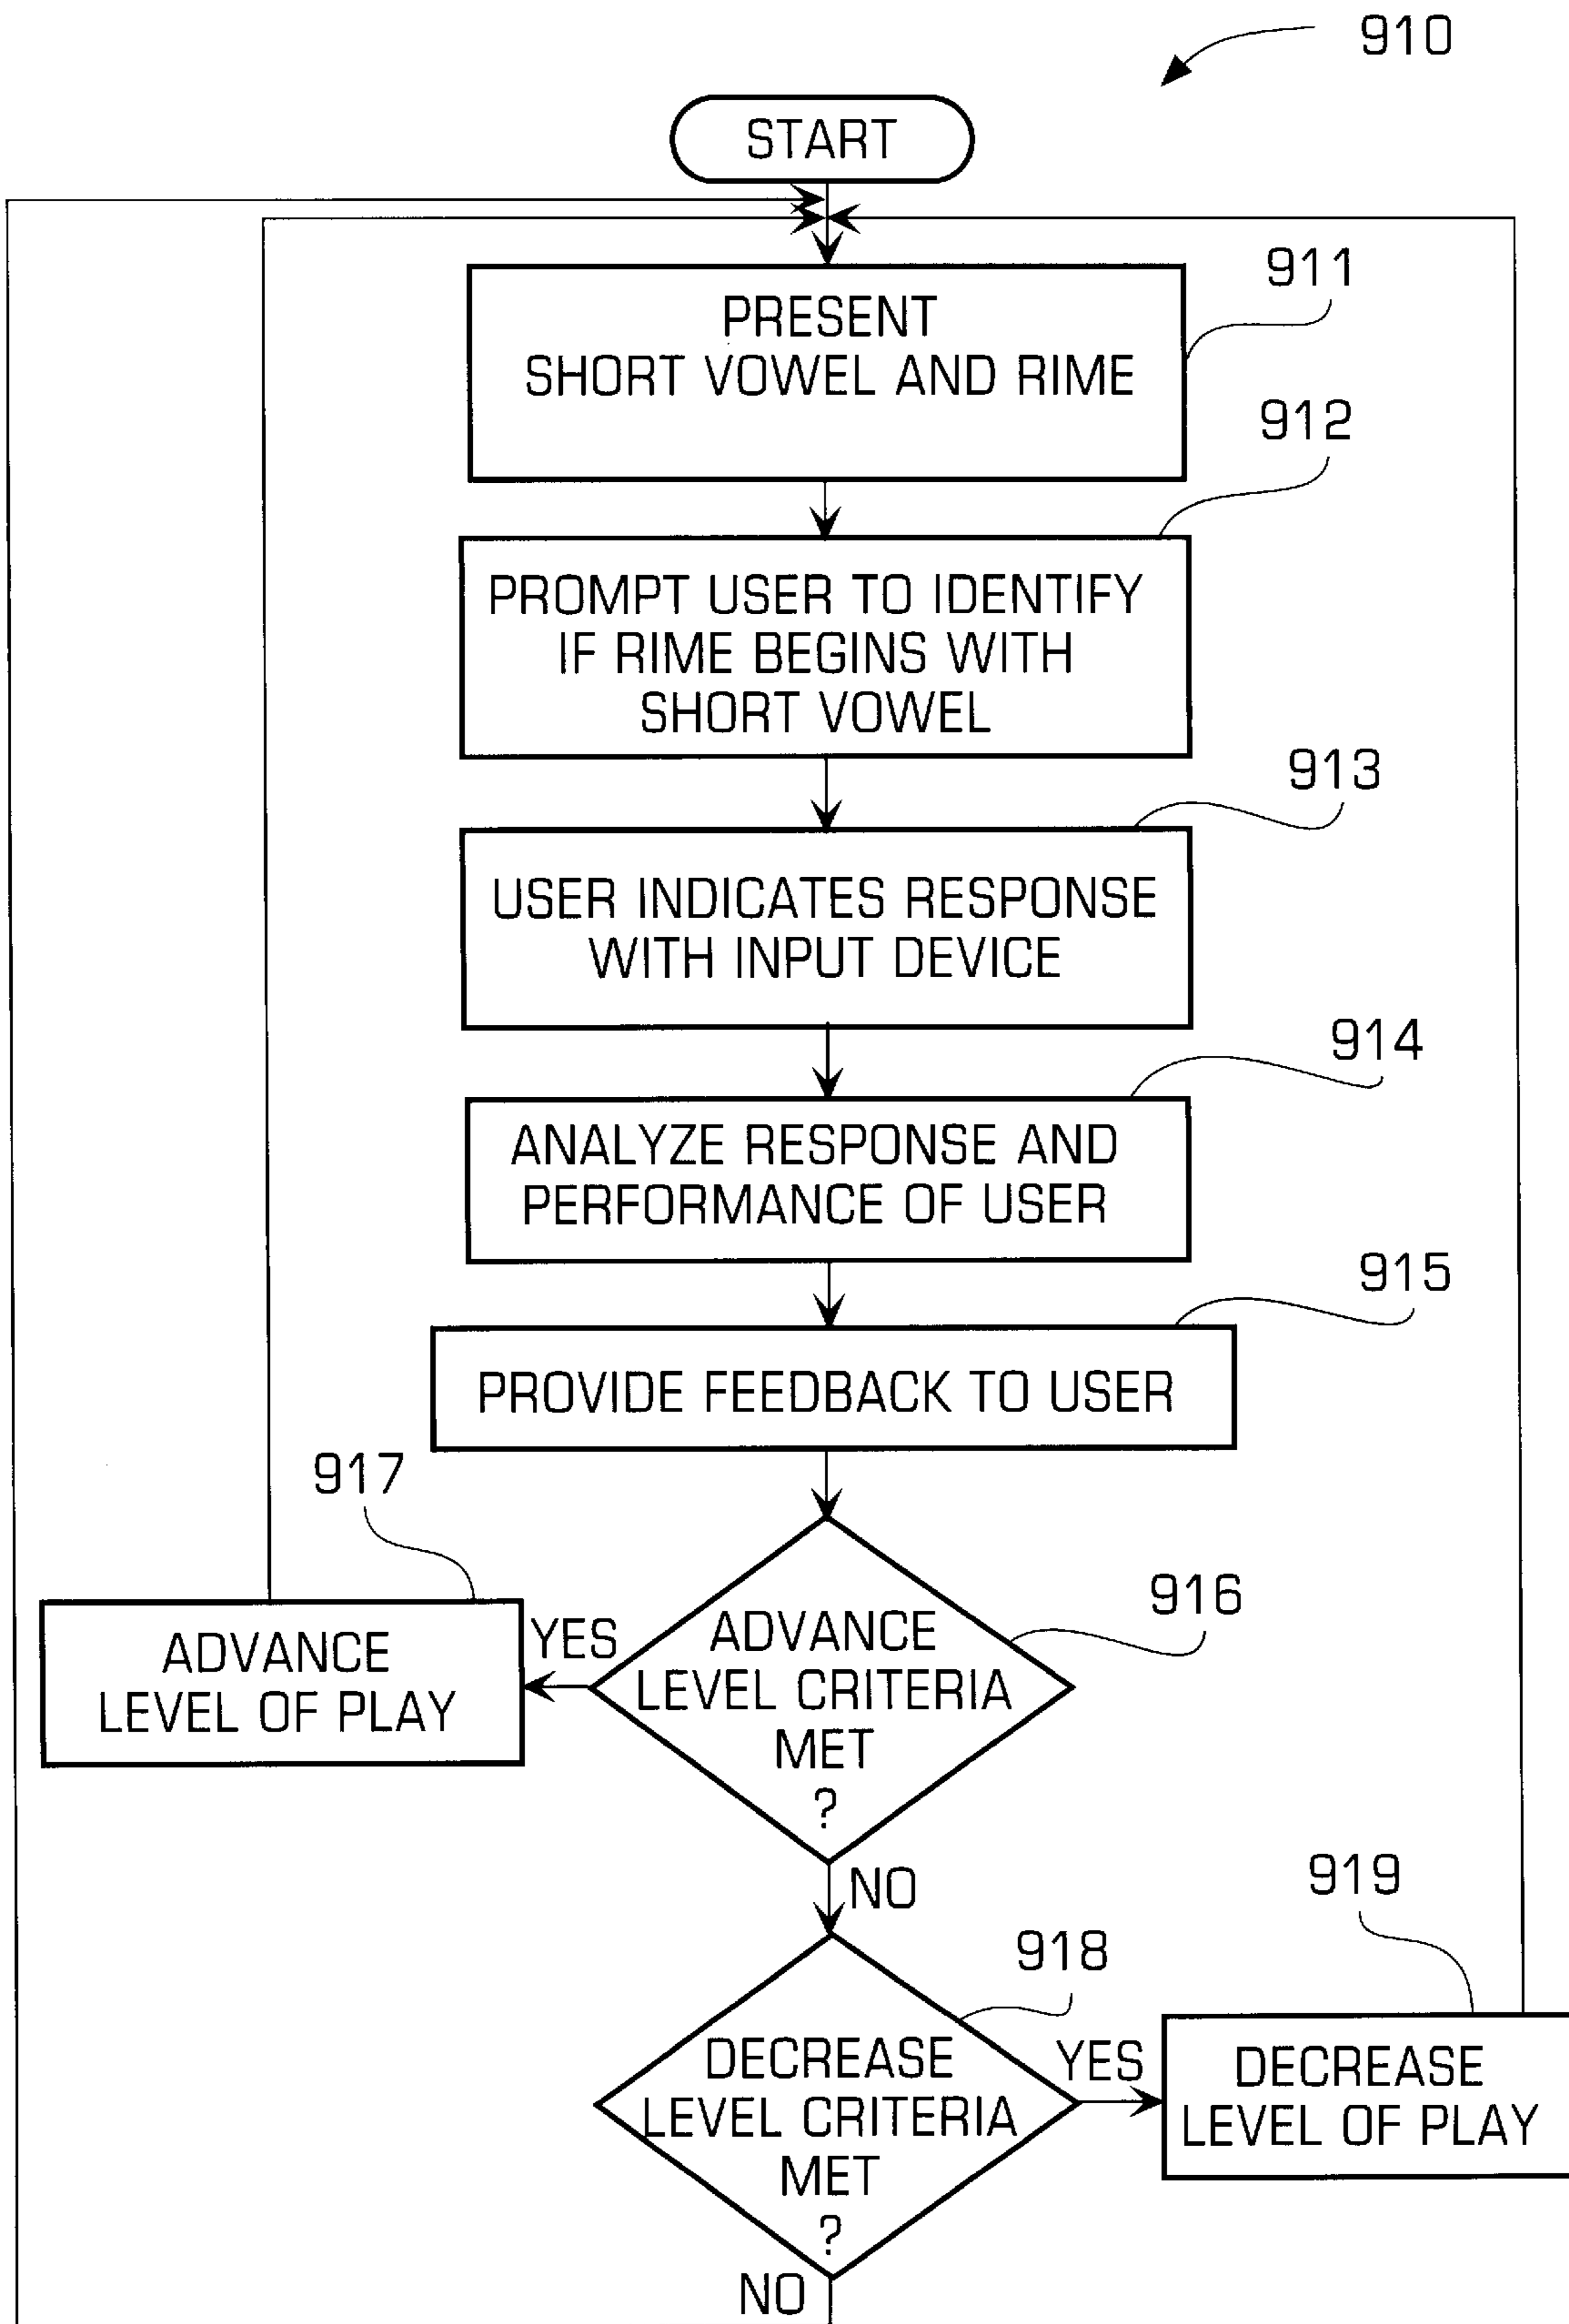 910
START
911
PRESENT
SHORT VOWEL AND RIME
912
PROMPT USER TO IDENTIFY
IF RIME BEGINS WITH
SHORT VOWEL
913
USER INDICATES RESPONSE
WITH INPUT DEVICE
914
ANALYZE RESPONSE AND
PERFORMANCE OF USER
915
PROVIDE FEEDBACK TO USER
917
916
ADVANCE
LEVEL OF PLAY
YES
ADVANCE
LEVEL CRITERIA
MET
?
NO
919
918
DECREASE
LEVEL CRITERIA
MET
?
YES
DECREASE
LEVEL OF PLAY
NO